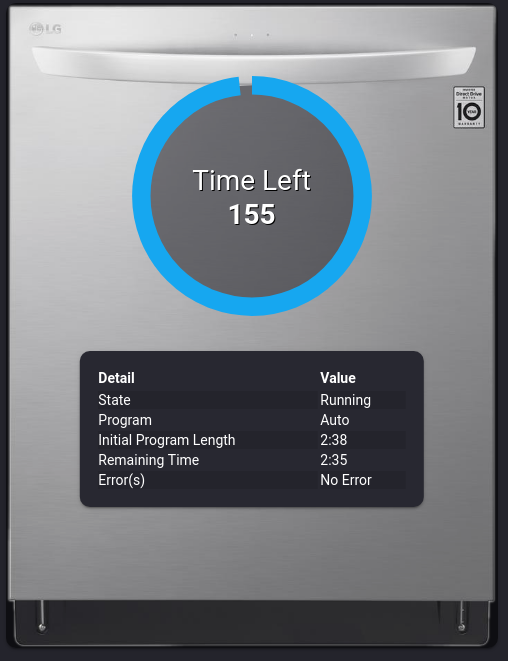 LG
Direct Drive
10
YEAR
WARRANTY
Time Left
155
Detail Value
State Running
Program Auto
Initial Program Length 2:38
Remaining Time 2:35
Error(s) No Error